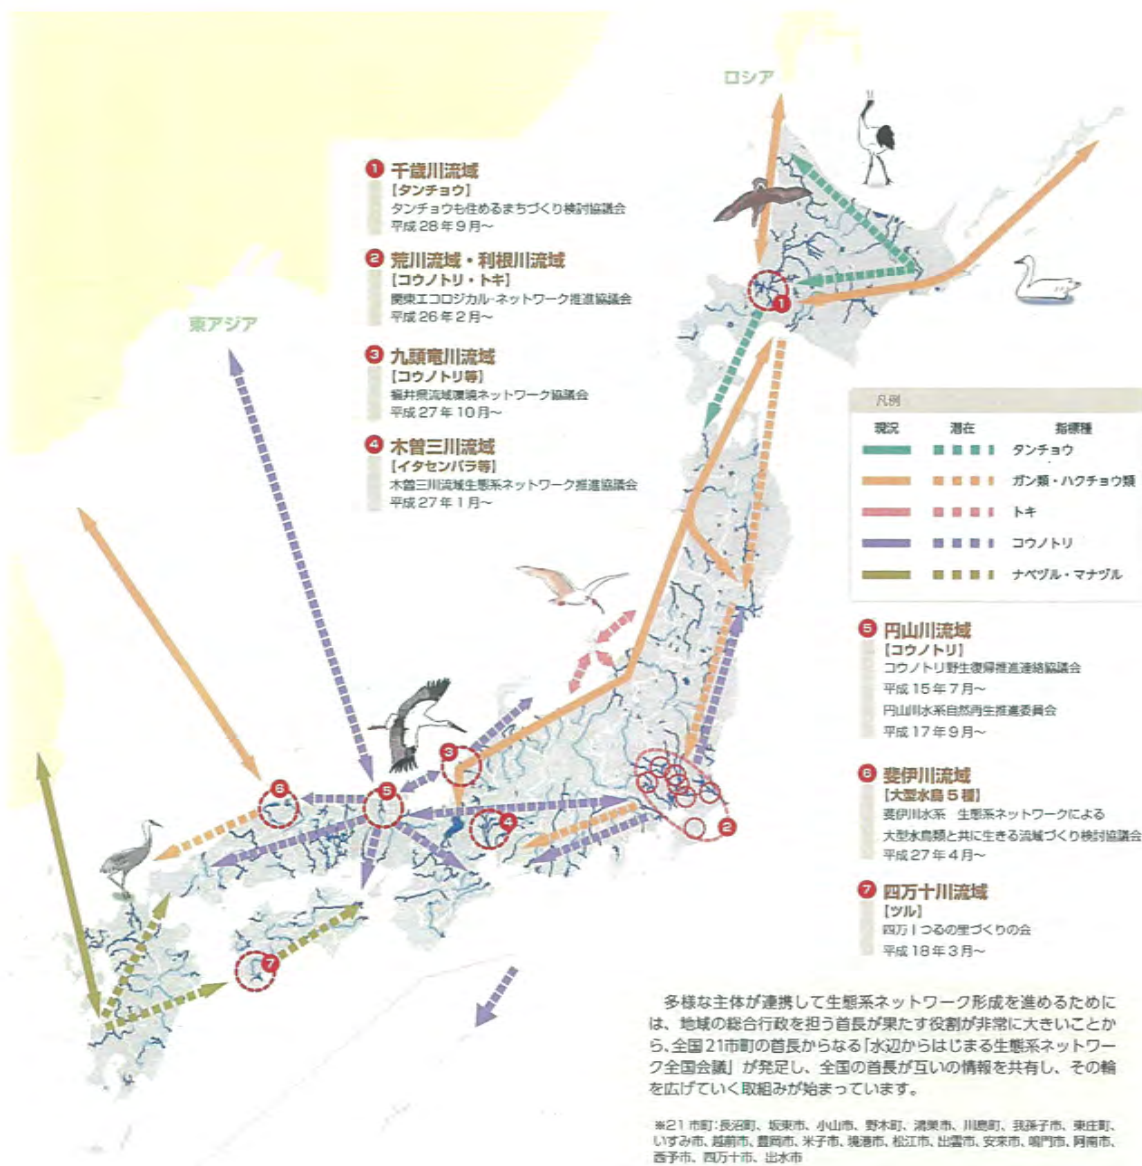 ロシア
東アジア
1 千歳川流域
【タンチョウ】
タンチョウも住めるまちづくり検討協議会
平成28年9月～
2 荒川流域・利根川流域
【コウノトリ・トキ】
関東エコロジカル・ネットワーク推進協議会
平成26年2月～
3 九頭竜川流域
【コウノトリ等】
福井県流域環境ネットワーク協議会
平成27年10月～
4 木曽三川流域
【イタセンパラ等】
木曽三川流域生態系ネットワーク推進協議会
平成27年1月～
凡例
現況 潜在 指標種
タンチョウ
ガン類・ハクチョウ類
トキ
コウノトリ
ナベヅル・マナヅル
5 円山川流域
【コウノトリ】
コウノトリ野生復帰推進連絡協議会
平成15年7月～
円山川水系自然再生推進委員会
平成17年9月～
6 斐伊川流域
【大型水鳥5種】
斐伊川水系 生態系ネットワークによる
大型水鳥類と共に生きる流域づくり検討協議会
平成27年4月～
7 四万十川流域
【ツル】
四万十つるの里づくりの会
平成18年3月～
1
2
3
4
5
6
7
多様な主体が連携して生態系ネットワーク形成を進めるために
は、地域の総合行政を担う首長が果たす役割が非常に大きいことか
ら、全国21市町の首長からなる「水辺からはじまる生態系ネットワー
ク全国会議」が発足し、全国の首長が互いの情報を共有し、その輪
を広げていく取組みが始まっています。
※21市町：長沼町、坂東市、小山市、野木町、鴻巣市、川島町、我孫子市、東庄町、
いすみ市、越前市、豊岡市、米子市、境港市、松江市、出雲市、安来市、鳴門市、阿南市、
西予市、四万十市、出水市